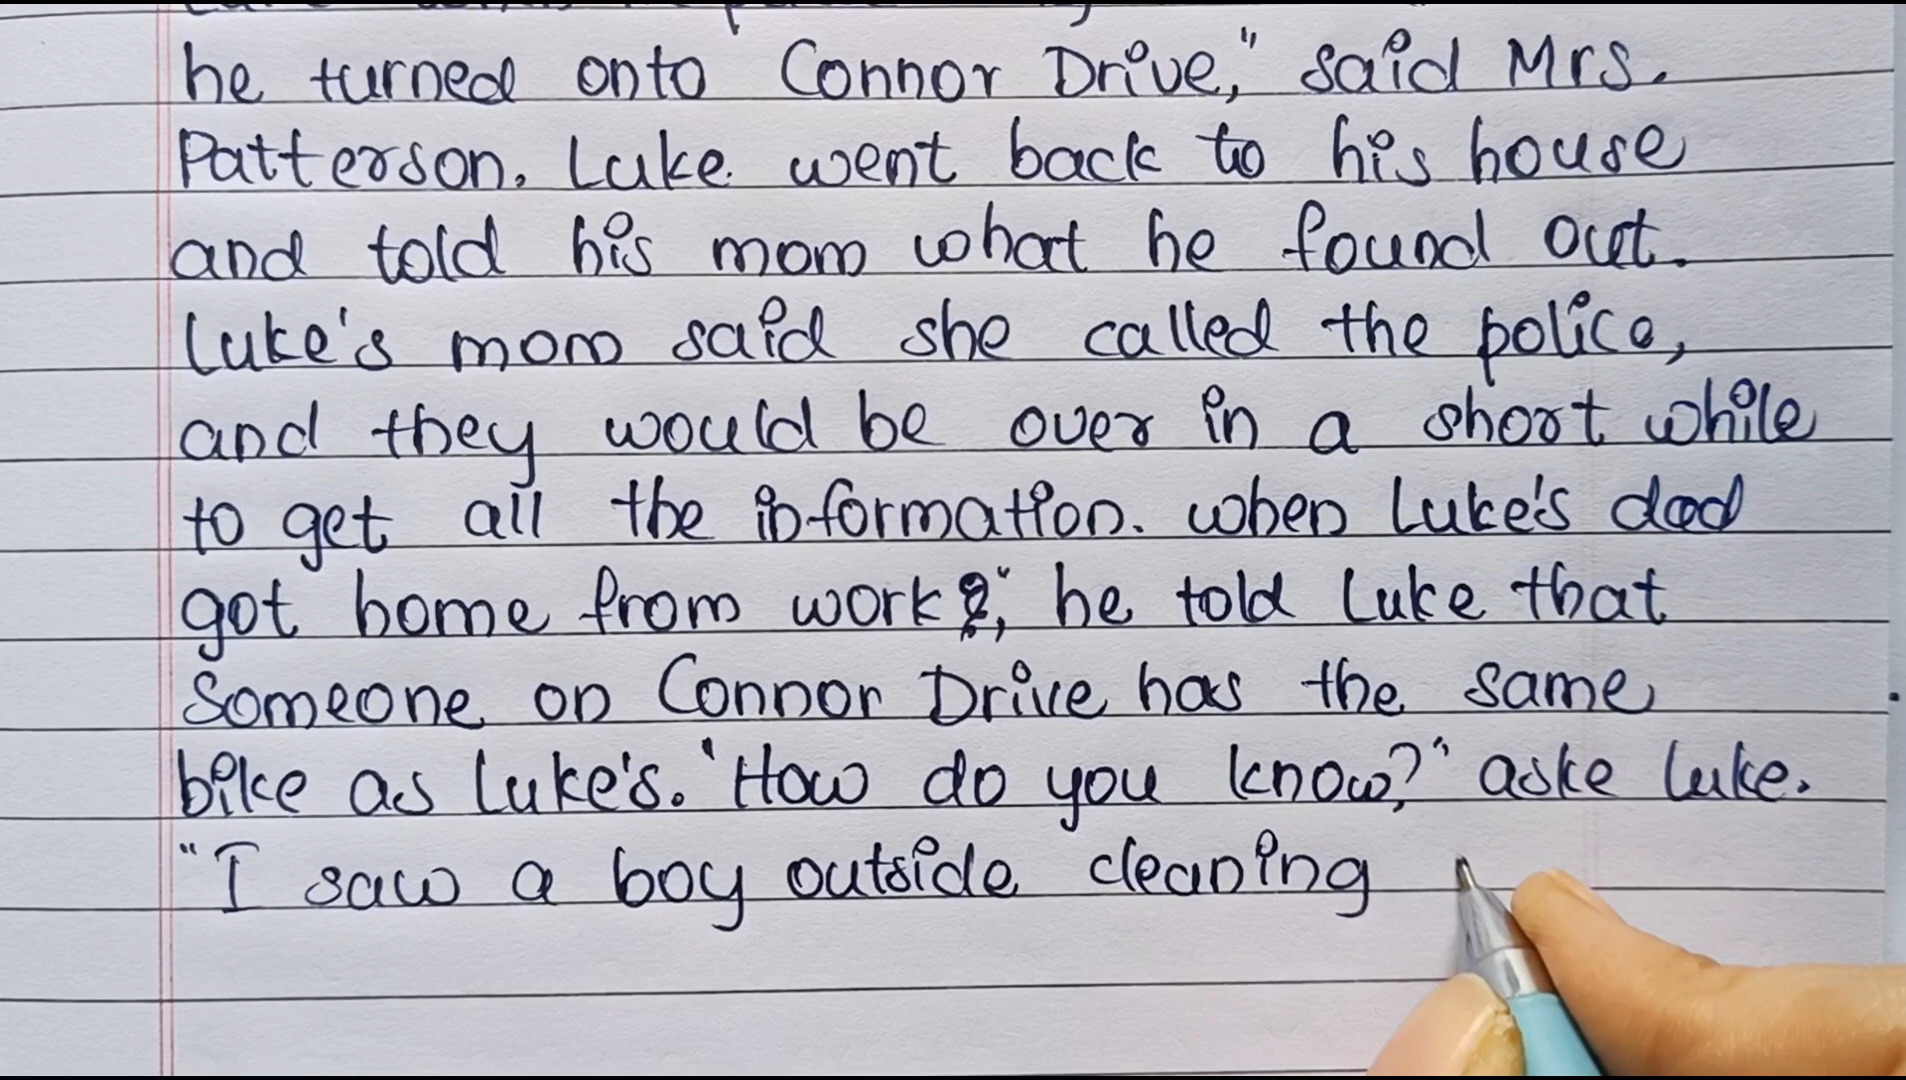 he turned onto Connor Drive," said Mrs.
Patterson. Luke went back to his house
and told his mom what he found out.
Luke's mom said she called the police,
and they would be over in a short while
to get all the information. when Luke's dad
got home from work, he told Luke that
Someone on Connor Drive has the same
bike as Luke's. "How do you know?" aske Luke.
"I saw a boy outside cleaning